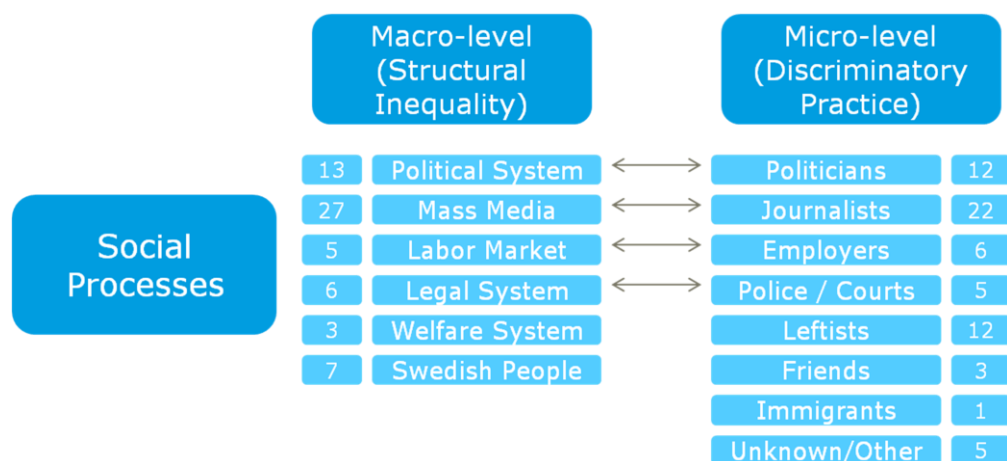 Macro-level
(Structural
Inequality)
Micro-level
(Discriminatory
Practice)
Social
Processes
13 Political System Politicians 12
27 Mass Media Journalists 22
5 Labor Market Employers 6
6 Legal System Police / Courts 5
3 Welfare System Leftists 12
7 Swedish People Friends 3
Immigrants 1
Unknown/Other 5